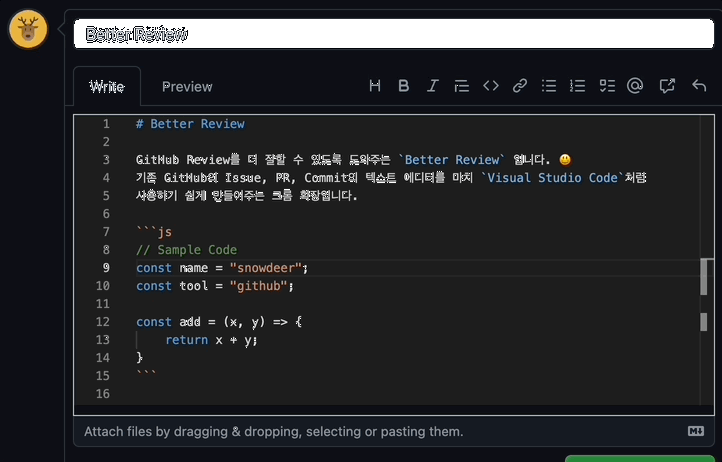 Better Review
Write Preview
1 # Better Review
2
3 GitHub Review를 더 잘할 수 있도록 도와주는 `Better Review` 입니다. 😃
4 기존 GitHub의 Issue, PR, Commit의 텍스트 에디터를 마치 `Visual Studio Code`처럼
5 사용하기 쉽게 만들어주는 크롬 확장입니다.
6
7 ```js
8 // Sample Code
9 const name = "snowdeer";
10 const tool = "github";
11
12 const add = (x, y) => {
13 return x + y;
14 }
15 ```
16
Attach files by dragging & dropping, selecting or pasting them.